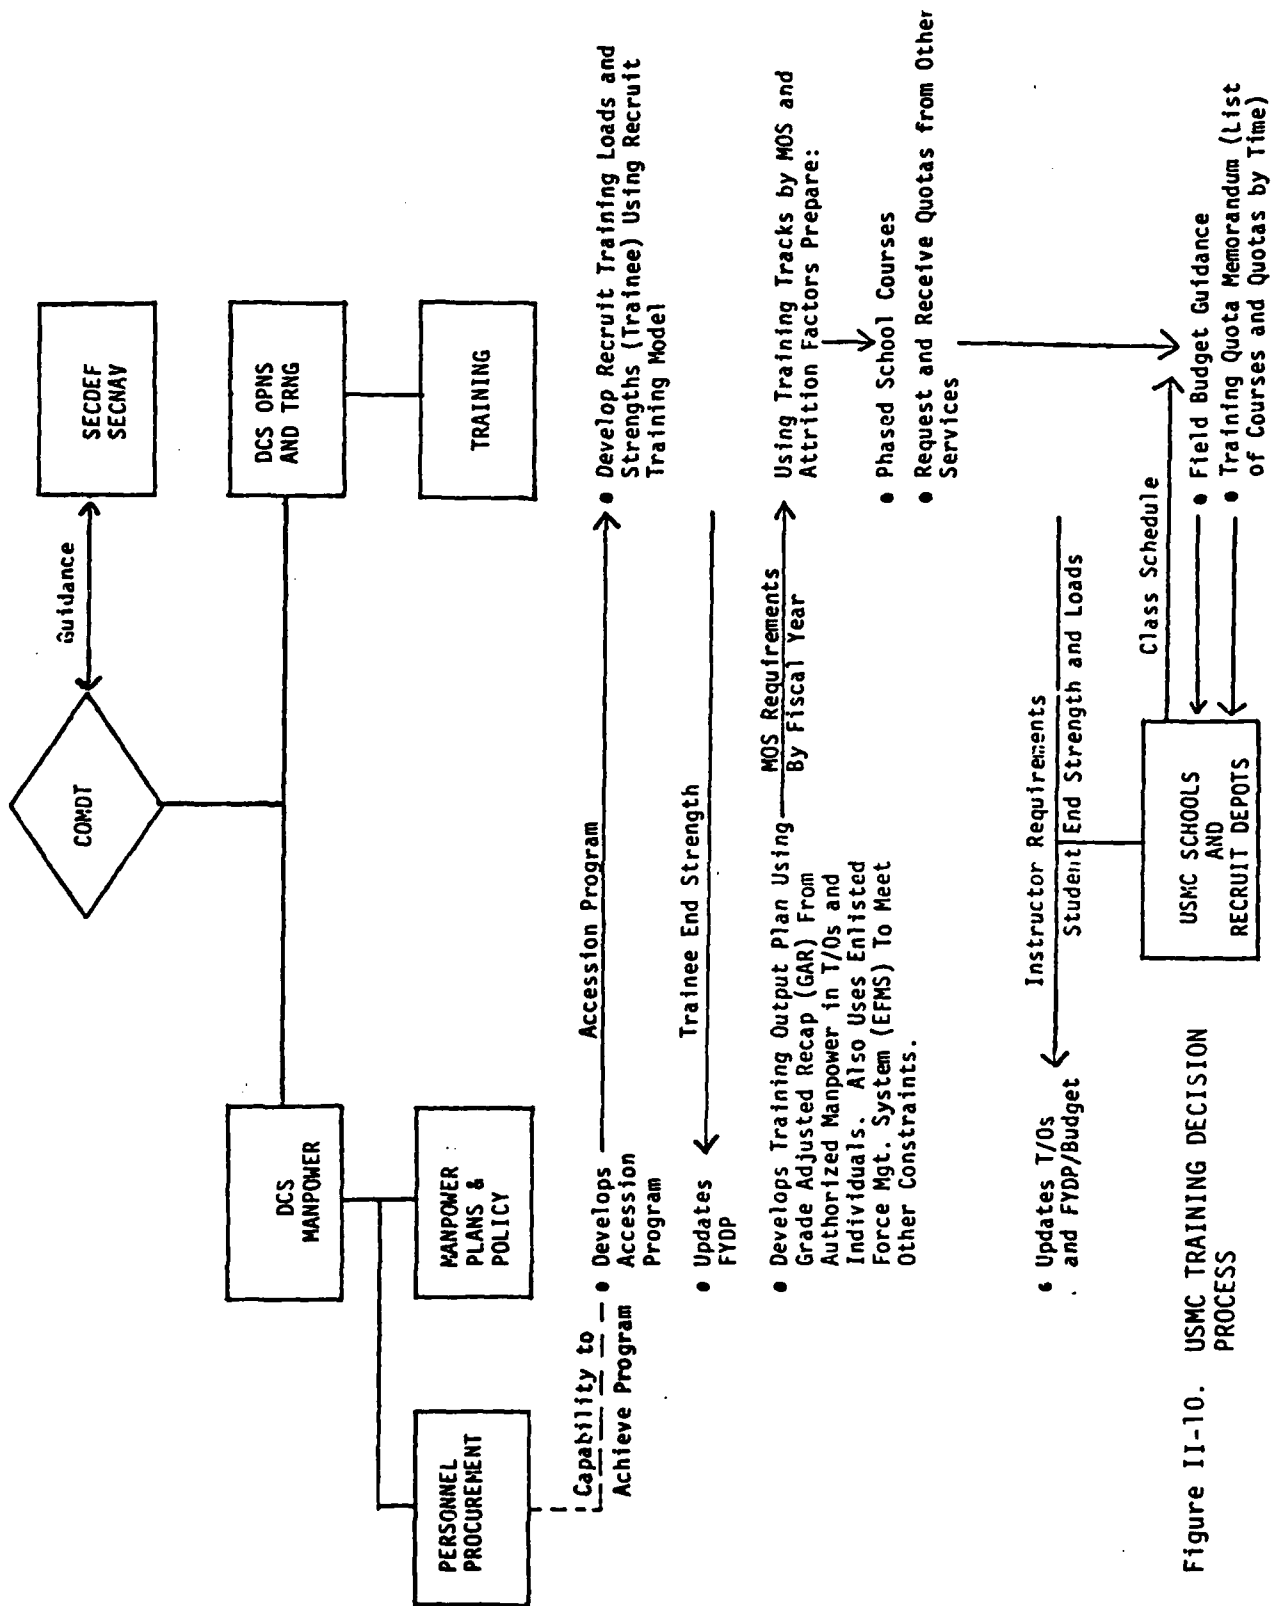 COMDT
Guidance
SECDEF
SECNAV
DCS
MANPOWER
DCS OPNS
AND TRNG
PERSONNEL
PROCUREMENT
MANPOWER
PLANS &
POLICY
TRAINING
Capability to
Achieve Program
● Develops
Accession
Program
Accession Program
● Develop Recruit Training Loads and
Strengths (Trainee) Using Recruit
Training Model
● Updates
FYDP
Trainee End Strength
● Develops Training Output Plan Using
Grade Adjusted Recap (GAR) From
Authorized Manpower in T/Os and
Individuals. Also Uses Enlisted
Force Mgt. System (EFMS) To Meet
Other Constraints.
MOS Requirements
By Fiscal Year
● Using Training Tracks by MOS and
Attrition Factors Prepare:
● Phased School Courses
● Request and Receive Quotas from Other
Services
● Updates T/Os
and FYDP/Budget
Instructor Requirements
Student End Strength and Loads
USMC SCHOOLS
AND
RECRUIT DEPOTS
Class Schedule
● Field Budget Guidance
● Training Quota Memorandum (List
of Courses and Quotas by Time)
Figure II-10. USMC TRAINING DECISION
PROCESS